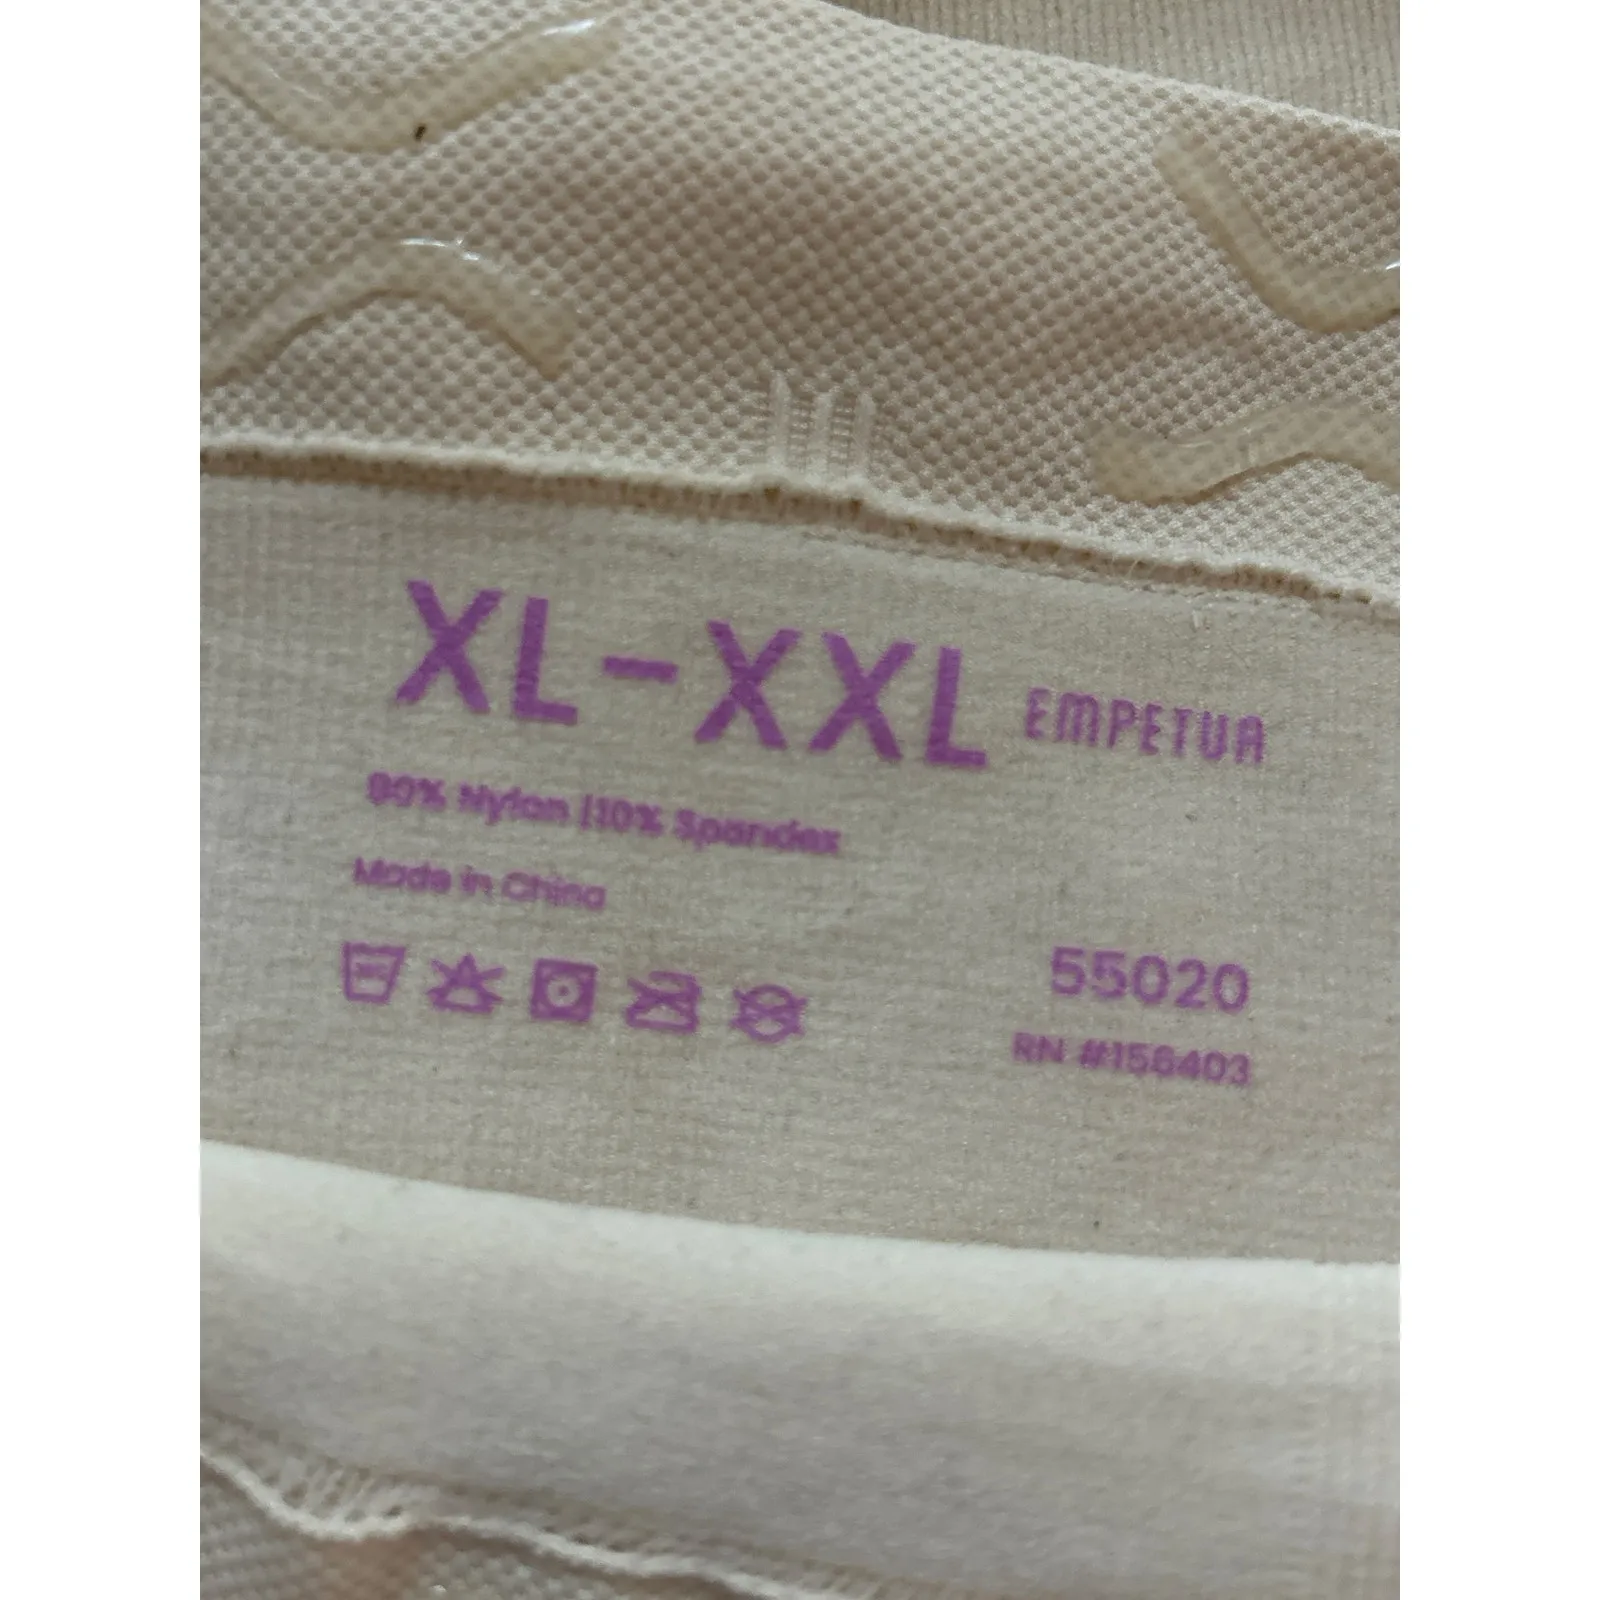 XL-XXL EMPETUA
90% Nylon |10% Spandex
Made in China
55020
RN #156403